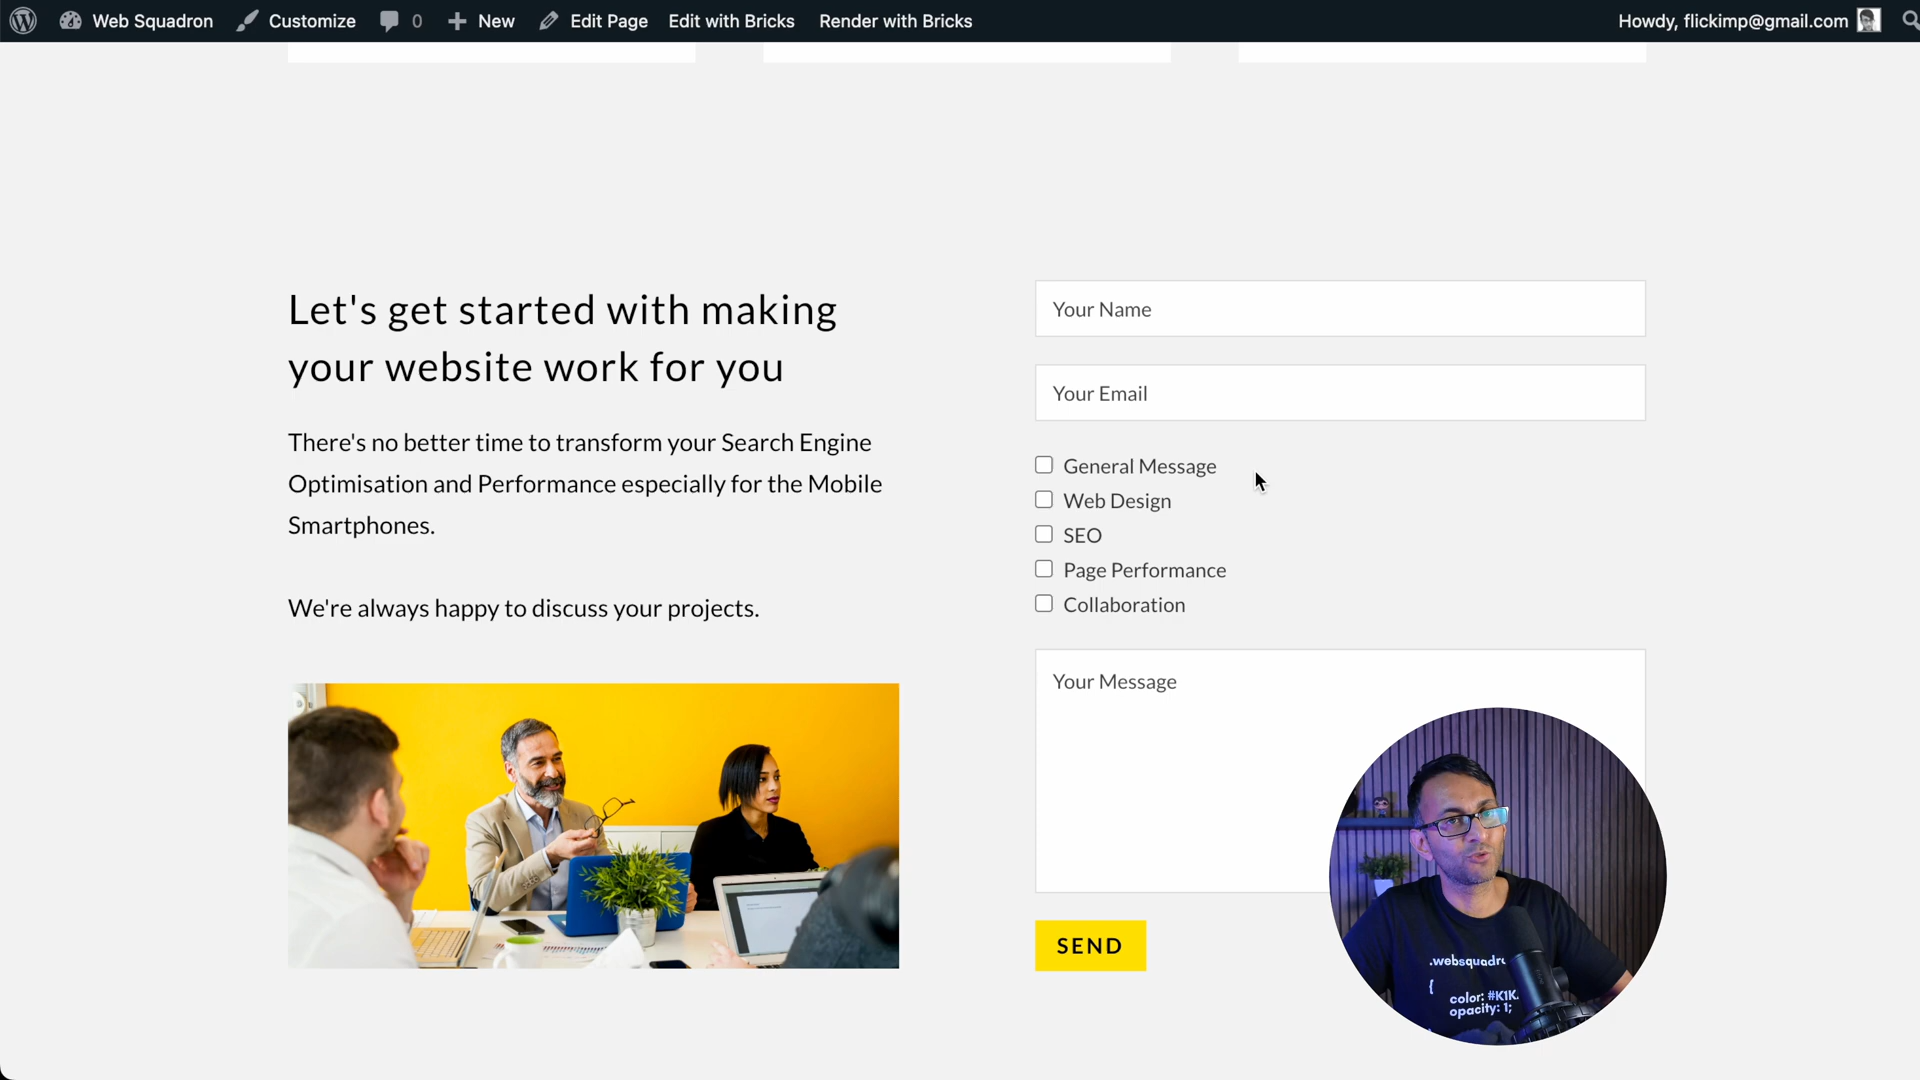 Web Squadron
Customize
0
New
Edit Page
Edit with Bricks
Render with Bricks
Howdy, flickimp@gmail.com
Let's get started with making
your website work for you
There's no better time to transform your Search Engine
Optimisation and Performance especially for the Mobile
Smartphones.
We're always happy to discuss your projects.
Your Name
Your Email
General Message
Web Design
SEO
Page Performance
Collaboration
Your Message
SEND
{
opacity: 1;